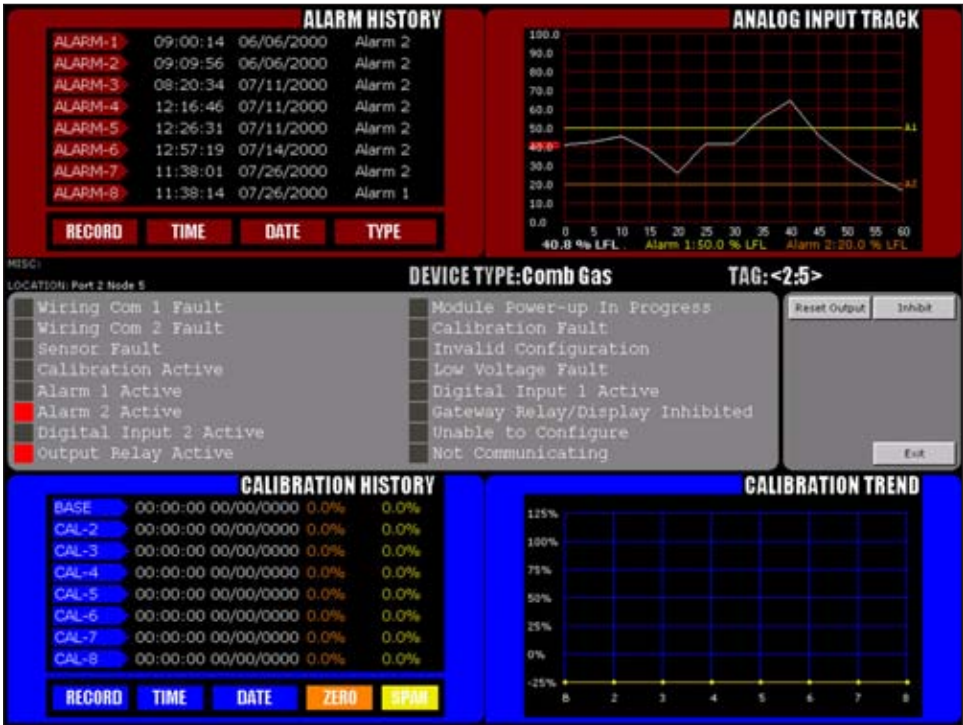 ALARM HISTORY
ALARM-1 09:00:14 06/06/2000 Alarm 2
ALARM-2 09:09:56 06/06/2000 Alarm 2
ALARM-3 08:20:34 07/11/2000 Alarm 2
ALARM-4 12:16:46 07/11/2000 Alarm 2
ALARM-5 12:26:31 07/11/2000 Alarm 2
ALARM-6 12:57:19 07/14/2000 Alarm 2
ALARM-7 11:38:01 07/26/2000 Alarm 2
ALARM-8 11:38:14 07/26/2000 Alarm 1
RECORD TIME DATE TYPE
ANALOG INPUT TRACK
100.0
90.0
80.0
70.0
60.0
50.0 A1
40.0
30.0
20.0 A2
10.0
0.0
0 5 10 15 20 25 30 35 40 45 50 55 60
40.8 % LFL Alarm 1:50.0 % LFL Alarm 2:20.0 % LFL
MISC:
LOCATION: Port 2 Node 5
DEVICE TYPE:Comb Gas TAG:<2:5>
Wiring Com 1 Fault
Wiring Com 2 Fault
Sensor Fault
Calibration Active
Alarm 1 Active
Alarm 2 Active
Digital Input 2 Active
Output Relay Active
Module Power-up In Progress
Calibration Fault
Invalid Configuration
Low Voltage Fault
Digital Input 1 Active
Gateway Relay/Display Inhibited
Unable to Configure
Not Communicating
Reset Output Inhibit
Exit
CALIBRATION HISTORY
BASE 00:00:00 00/00/0000 0.0% 0.0%
CAL-2 00:00:00 00/00/0000 0.0% 0.0%
CAL-3 00:00:00 00/00/0000 0.0% 0.0%
CAL-4 00:00:00 00/00/0000 0.0% 0.0%
CAL-5 00:00:00 00/00/0000 0.0% 0.0%
CAL-6 00:00:00 00/00/0000 0.0% 0.0%
CAL-7 00:00:00 00/00/0000 0.0% 0.0%
CAL-8 00:00:00 00/00/0000 0.0% 0.0%
RECORD TIME DATE ZERO SPAN
CALIBRATION TREND
125%
100%
75%
50%
25%
0%
-25%
B 2 3 4 5 6 7 8